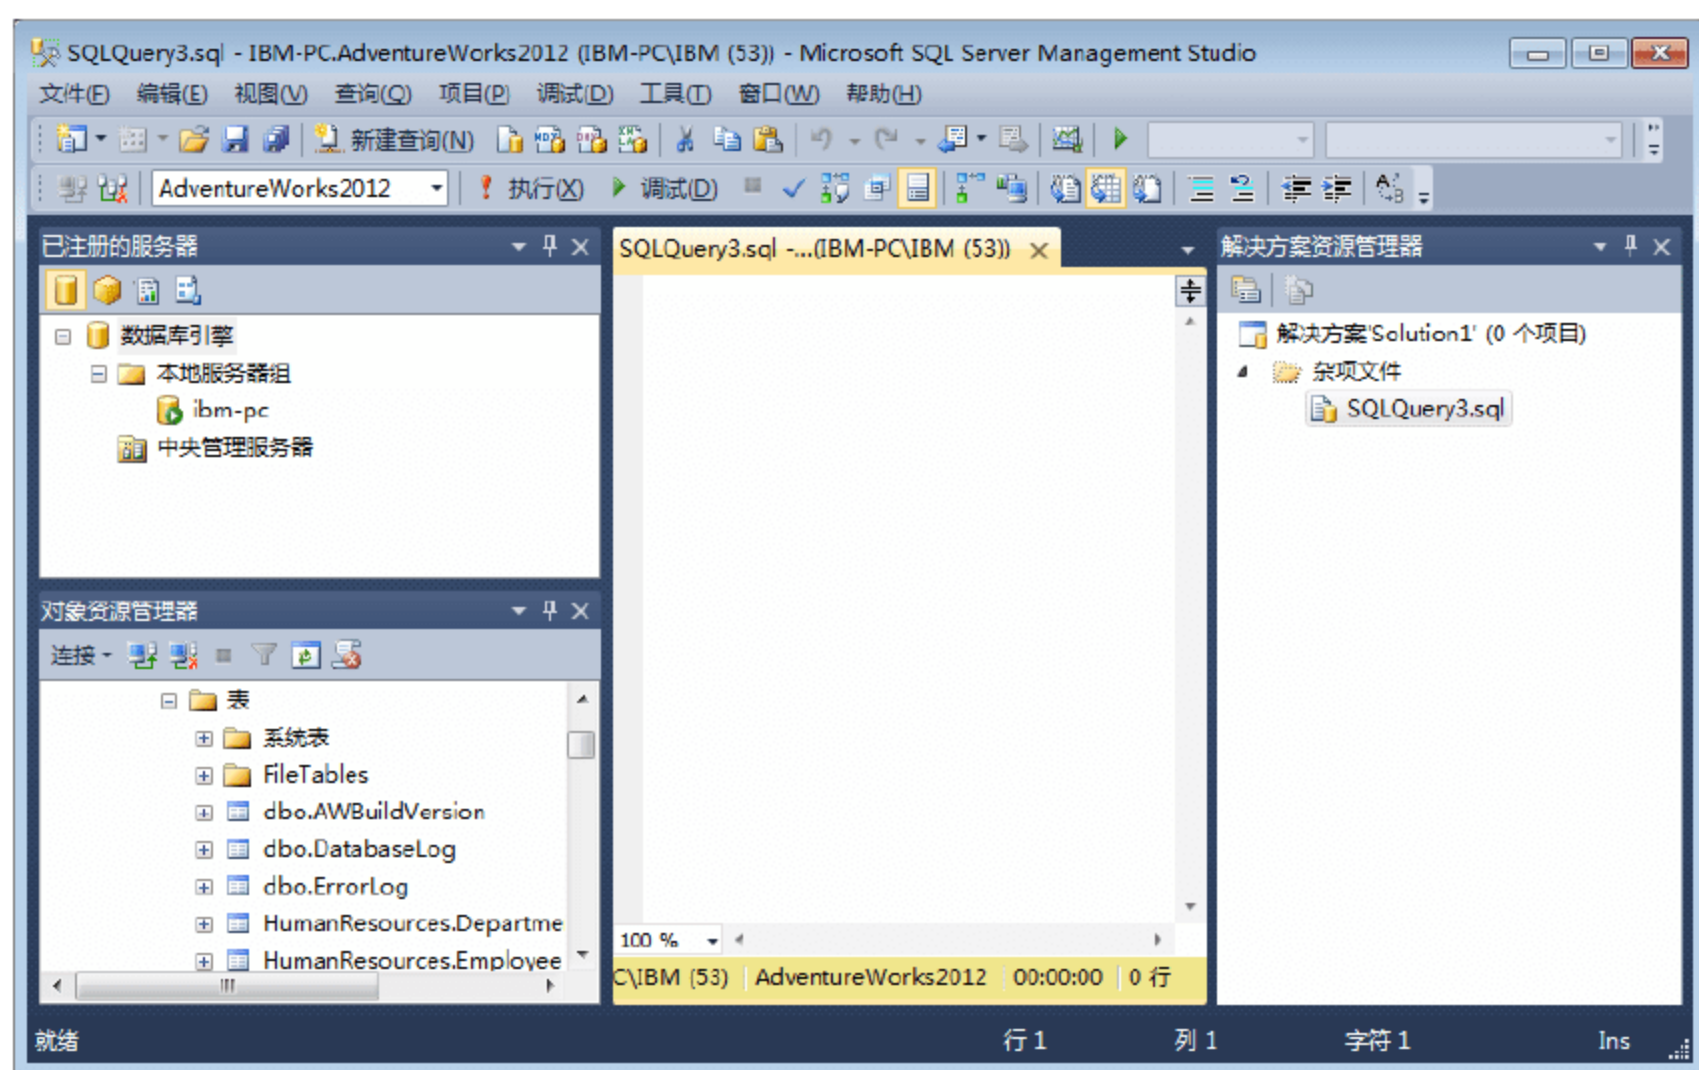 SQLQuery3.sql - IBM-PC.AdventureWorks2012 (IBM-PC\IBM (53)) - Microsoft SQL Server Management Studio
文件(F) 编辑(E) 视图(V) 查询(Q) 项目(P) 调试(D) 工具(T) 窗口(W) 帮助(H)
新建查询(N)
AdventureWorks2012 执行(X) 调试(D)
已注册的服务器
数据库引擎
本地服务器组
ibm-pc
中央管理服务器
对象资源管理器
连接
表
系统表
FileTables
dbo.AWBuildVersion
dbo.DatabaseLog
dbo.ErrorLog
HumanResources.Departme
HumanResources.Employee
SQLQuery3.sql -...(IBM-PC\IBM (53))
100 %
C\IBM (53) AdventureWorks2012 00:00:00 0 行
解决方案资源管理器
解决方案'Solution1' (0 个项目)
杂项文件
SQLQuery3.sql
就绪 行 1 列 1 字符 1 Ins